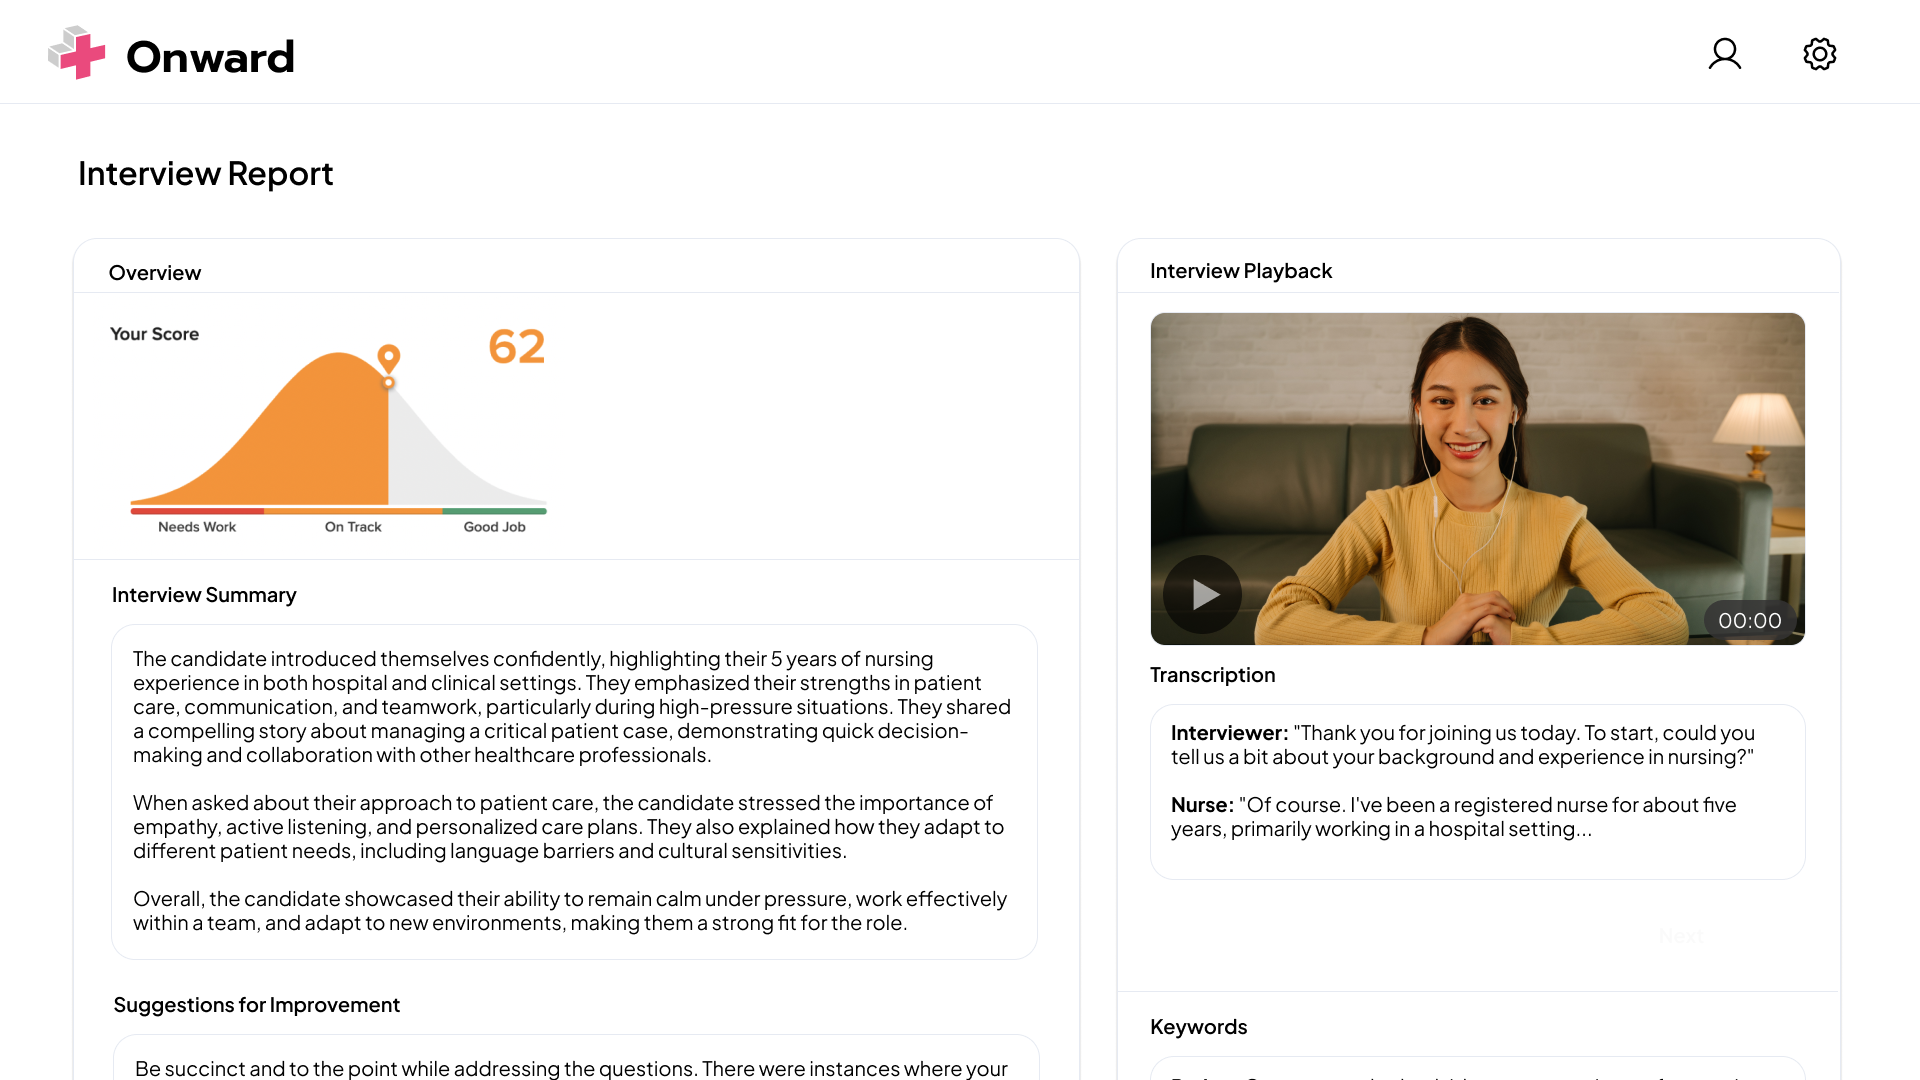 Onward
Interview Report
Overview
Your Score
62
Needs Work
On Track
Good Job
Interview Summary
The candidate introduced themselves confidently, highlighting their 5 years of nursing
experience in both hospital and clinical settings. They emphasized their strengths in patient
care, communication, and teamwork, particularly during high-pressure situations. They shared
a compelling story about managing a critical patient case, demonstrating quick decision-
making and collaboration with other healthcare professionals.
When asked about their approach to patient care, the candidate stressed the importance of
empathy, active listening, and personalized care plans. They also explained how they adapt to
different patient needs, including language barriers and cultural sensitivities.
Overall, the candidate showcased their ability to remain calm under pressure, work effectively
within a team, and adapt to new environments, making them a strong fit for the role.
Suggestions for Improvement
Be succinct and to the point while addressing the questions. There were instances where your
Interview Playback
00:00
Transcription
Interviewer: "Thank you for joining us today. To start, could you
tell us a bit about your background and experience in nursing?"
Nurse: "Of course. I've been a registered nurse for about five
years, primarily working in a hospital setting...
Next
Keywords